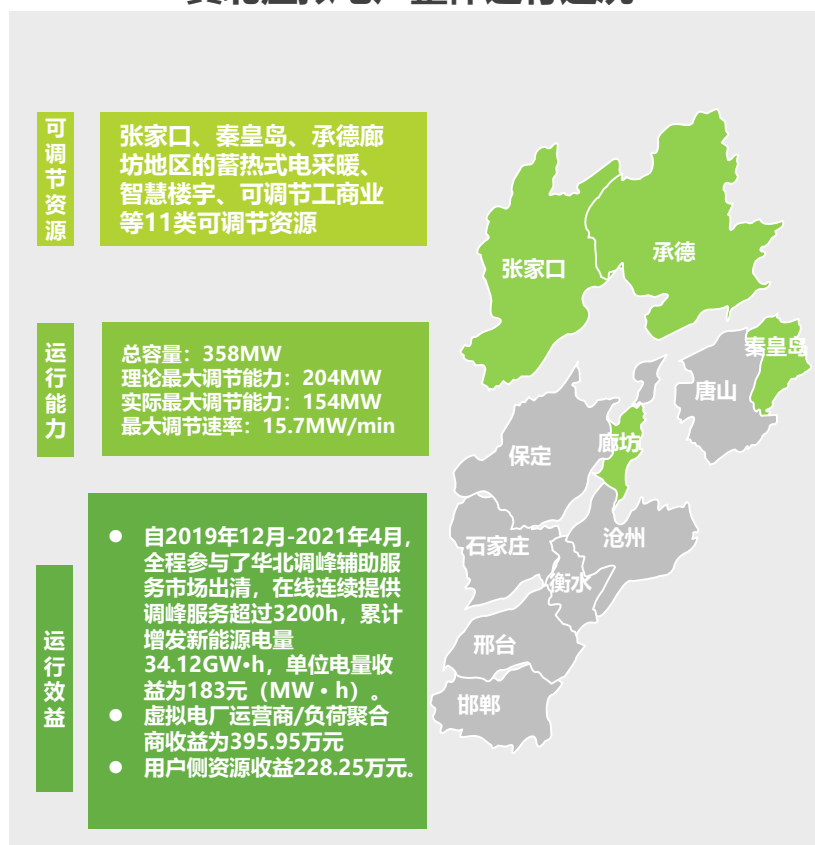 可调节资源
张家口、秦皇岛、承德廊
坊地区的蓄热式电采暖、
智慧楼宇、可调节工商业
等11类可调节资源
运行能力
总容量：358MW
理论最大调节能力：204MW
实际最大调节能力：154MW
最大调节速率：15.7MW/min
运行效益
● 自2019年12月-2021年4月，
全程参与了华北调峰辅助服
务市场出清，在线连续提供
调峰服务超过3200h，累计
增发新能源电量
34.12GW•h，单位电量收
益为183元（MW • h）。
● 虚拟电厂运营商/负荷聚合
商收益为395.95万元
● 用户侧资源收益228.25万元。
张家口
承德
秦皇岛
唐山
廊坊
保定
石家庄
沧州
衡水
邢台
邯郸